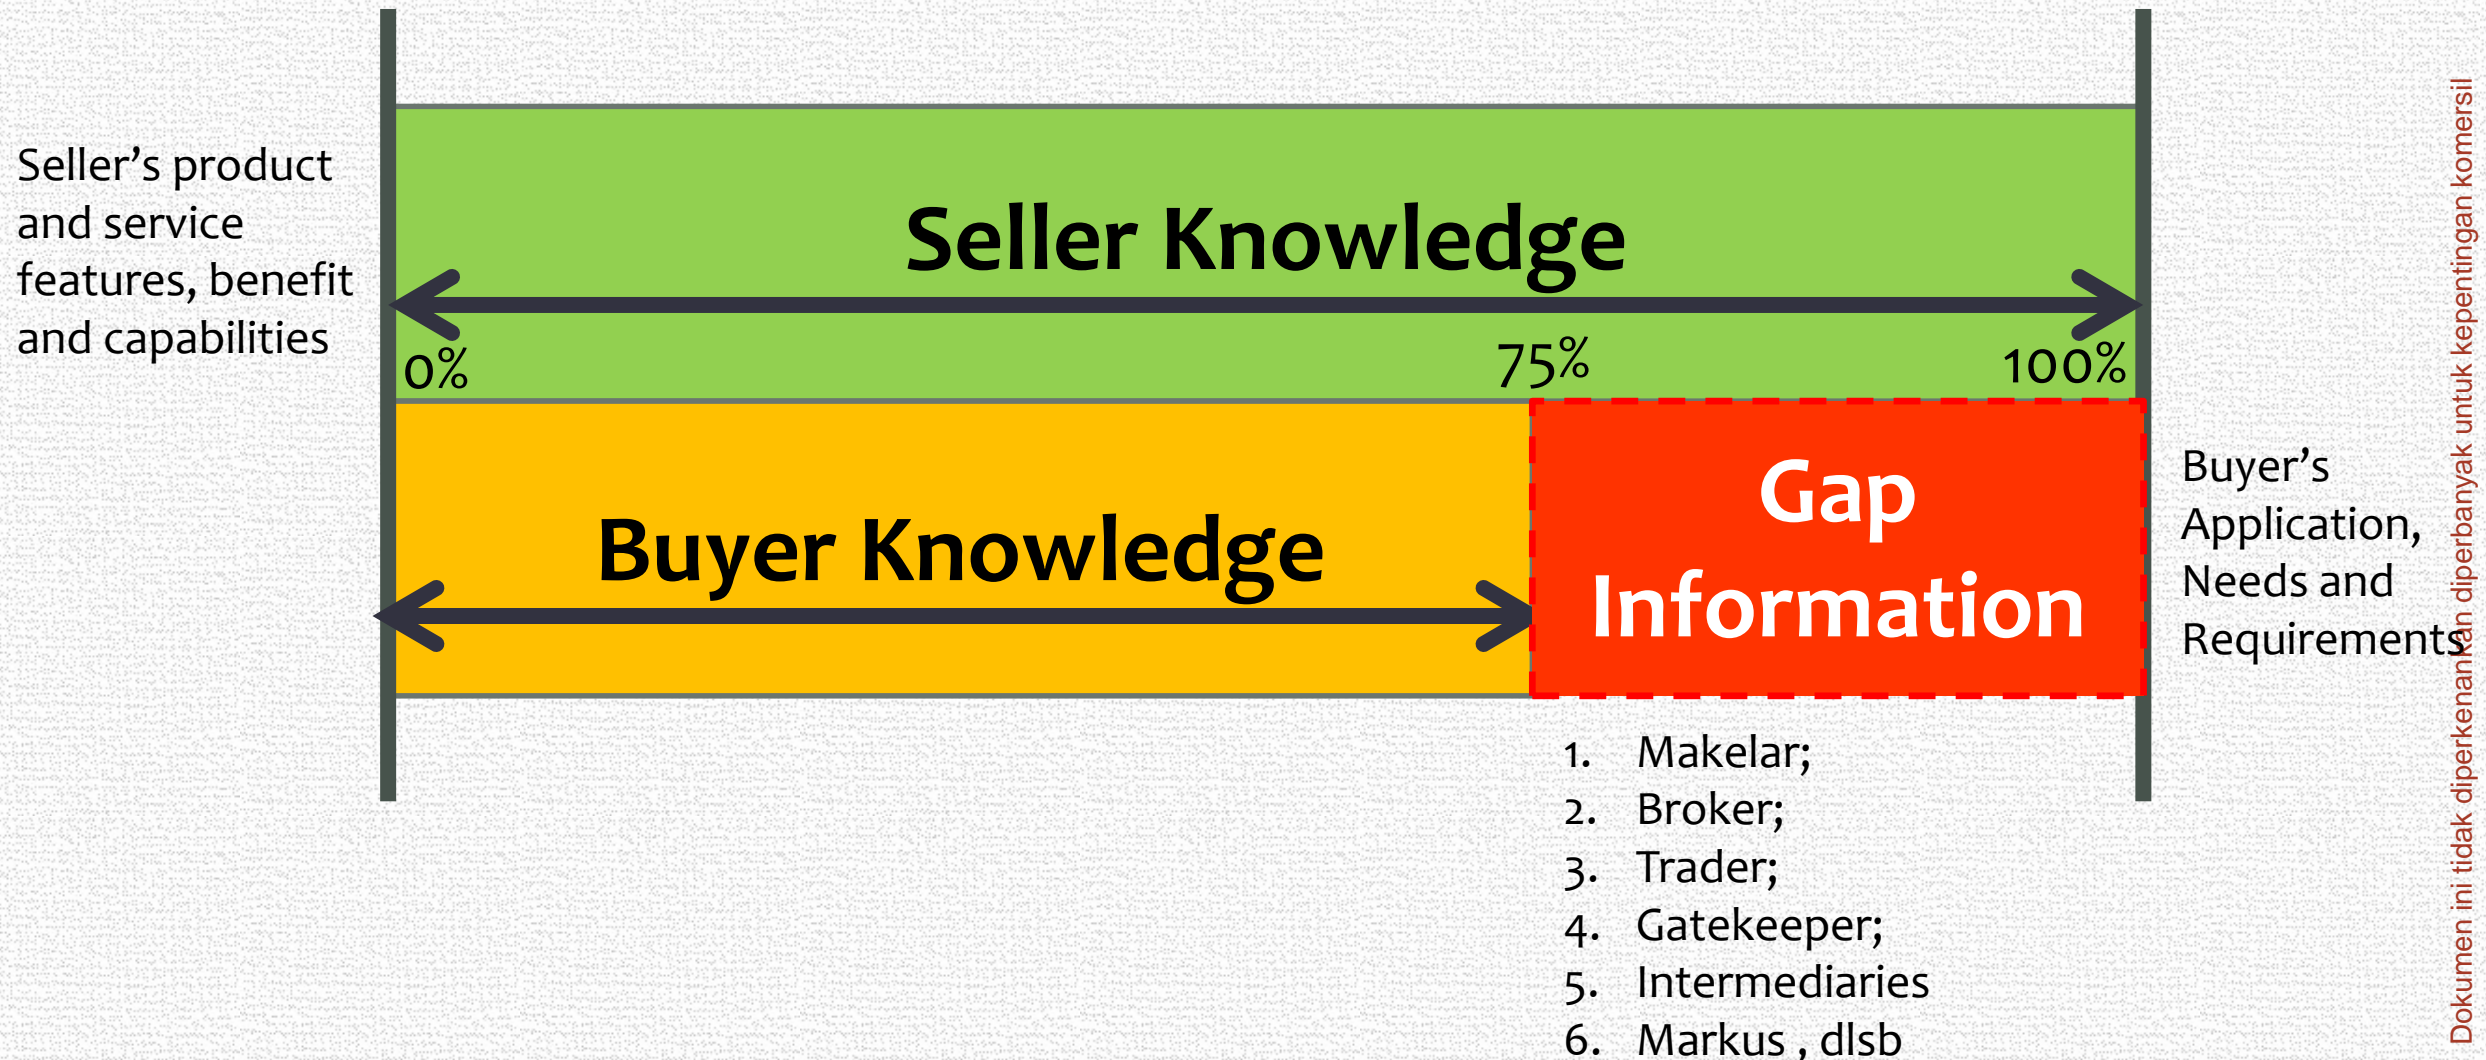 Seller’s product
and service
features, benefit
and capabilities
Seller Knowledge
0%
75%
100%
Buyer Knowledge
Gap
Information
Buyer’s
Application,
Needs and
Requirements
1. Makelar;
2. Broker;
3. Trader;
4. Gatekeeper;
5. Intermediaries
6. Markus , dlsb
Dokumen ini tidak diperkenankan diperbanyak untuk kepentingan komersil